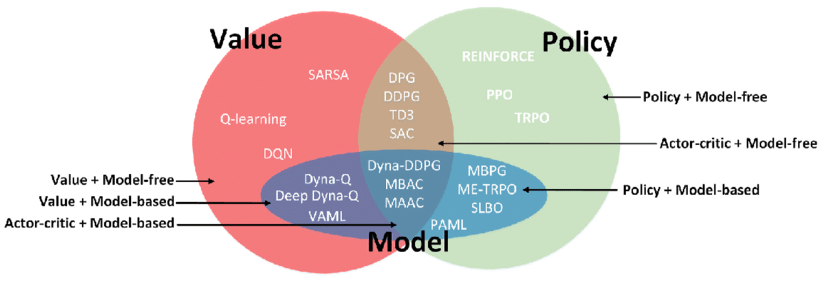 Value
Policy
REINFORCE
SARSA
DPG
DDPG
TD3
SAC
PPO
TRPO
Policy + Model-free
Q-learning
Actor-critic + Model-free
DQN
Value + Model-free
Value + Model-based
Actor-critic + Model-based
Dyna-Q
Deep Dyna-Q
VAML
Dyna-DDPG
MBAC
MAAC
MBPG
ME-TRPO
SLBO
PAML
Policy + Model-based
Model